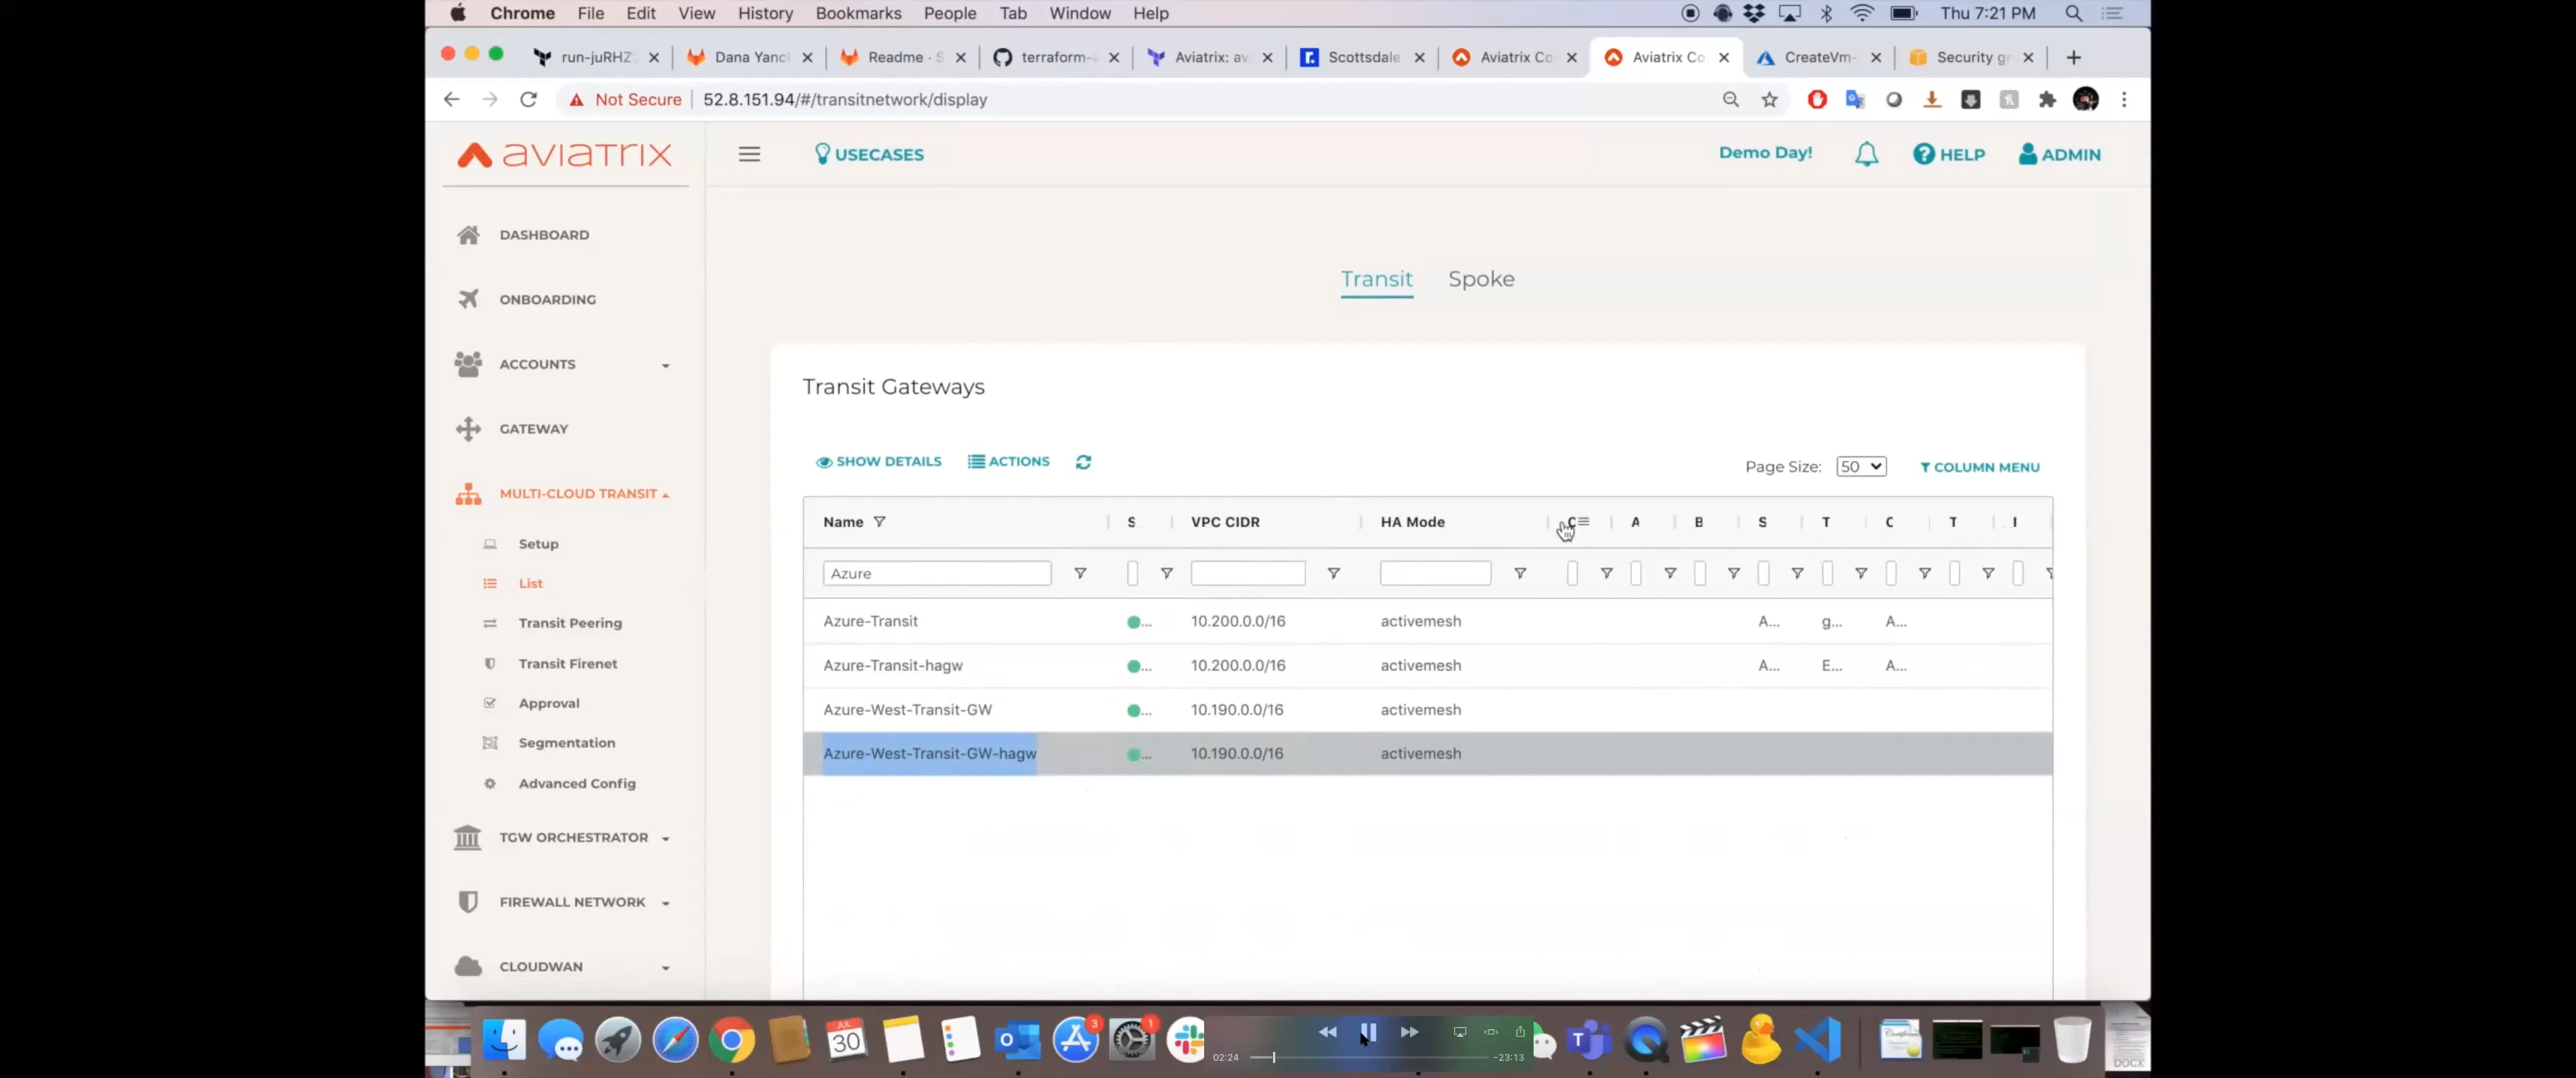 Chrome File Edit View History Bookmarks People Tab Window Help Thu 7:21 PM
run-juRHZ Dana Yanch Readme - S terraform- Aviatrix: av Scottsdale Aviatrix Co Aviatrix Co CreateVm- Security gr
Not Secure 52.8.151.94/#/transitnetwork/display
aviatrix USECASES Demo Day! HELP ADMIN
DASHBOARD
ONBOARDING
ACCOUNTS
GATEWAY
MULTI-CLOUD TRANSIT
Setup
List
Transit Peering
Transit Firenet
Approval
Segmentation
Advanced Config
TGW ORCHESTRATOR
FIREWALL NETWORK
CLOUDWAN
Transit Spoke
Transit Gateways
SHOW DETAILS ACTIONS Page Size: 50 COLUMN MENU
Name S VPC CIDR HA Mode C A B S T C T I
Azure
Azure-Transit ... 10.200.0.0/16 activemesh A... g... A...
Azure-Transit-hagw ... 10.200.0.0/16 activemesh A... E... A...
Azure-West-Transit-GW ... 10.190.0.0/16 activemesh
Azure-West-Transit-GW-hagw ... 10.190.0.0/16 activemesh
JUL
30
3
1
02:24 -23:13
DOCX